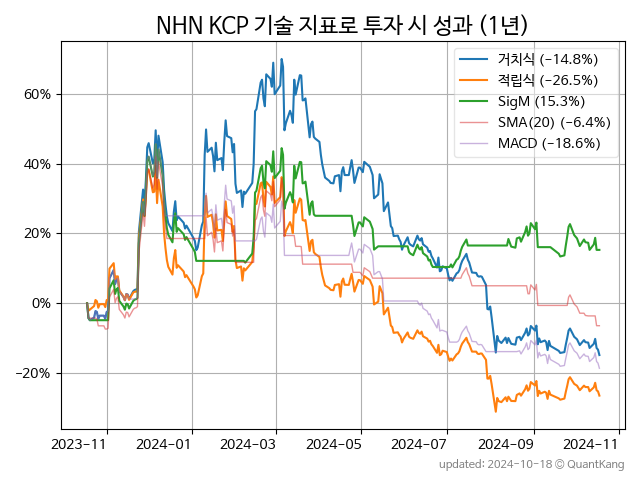 NHN KCP 기술 지표로 투자 시 성과 (1년)
거치식 (−14.8%)
적립식 (−26.5%)
SigM (15.3%)
SMA(20) (−6.4%)
MACD (−18.6%)
60%
40%
20%
0%
−20%
2023-11 2024-01 2024-03 2024-05 2024-07 2024-09 2024-11
updated: 2024-10-18 © QuantKang